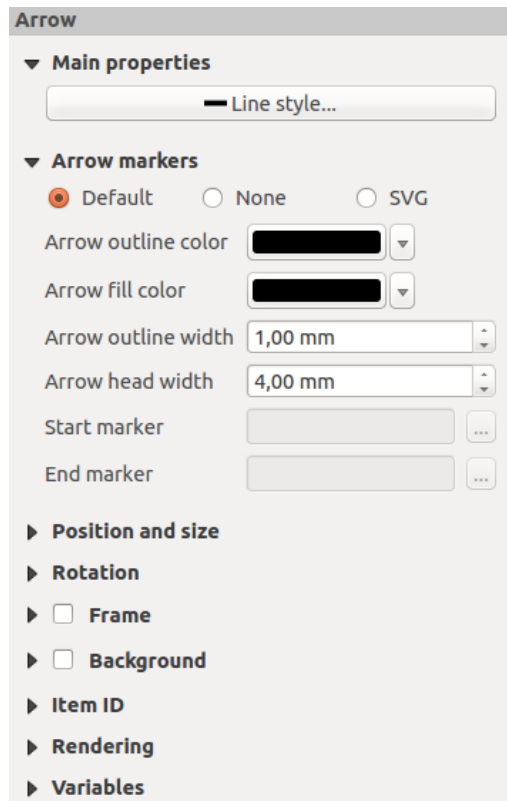 Arrow
Main properties
Line style...
Arrow markers
Default None SVG
Arrow outline color
Arrow fill color
Arrow outline width 1,00 mm
Arrow head width 4,00 mm
Start marker ...
End marker ...
Position and size
Rotation
Frame
Background
Item ID
Rendering
Variables